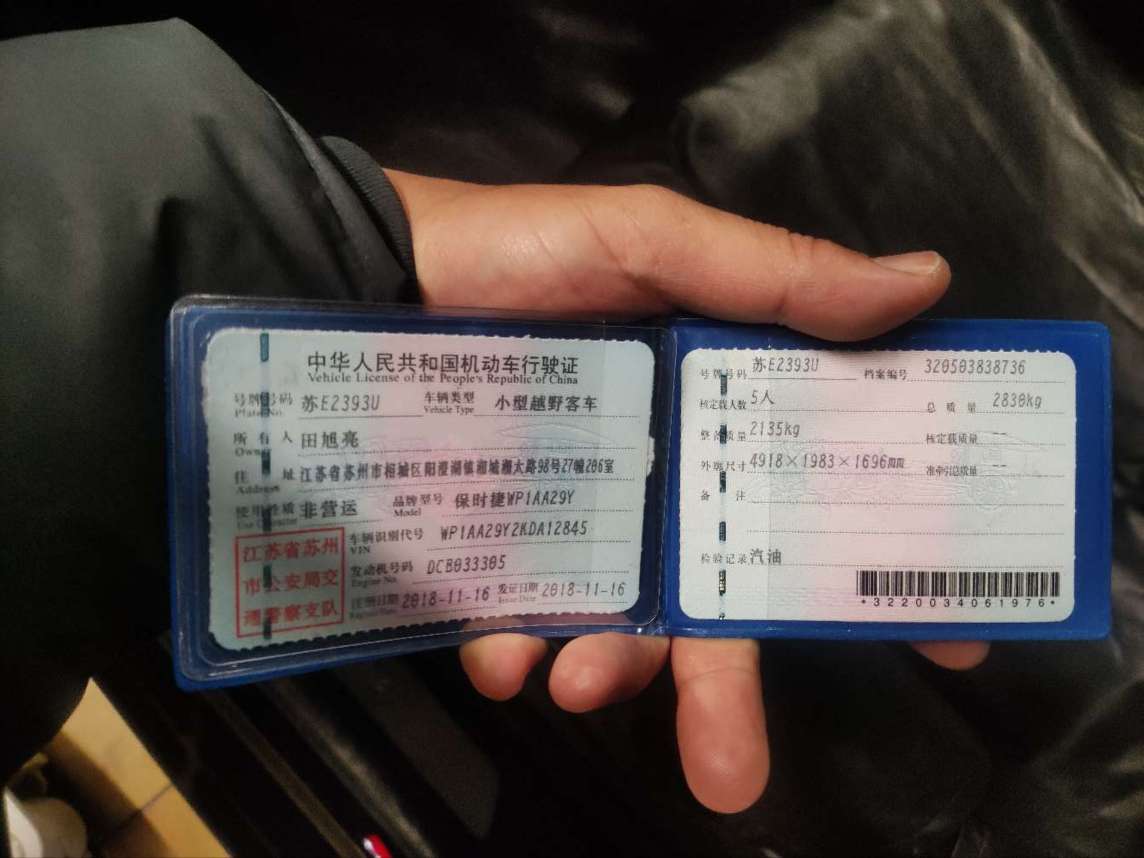 中华人民共和国机动车行驶证
Vehicle License of the People's Republic of China
号牌号码 苏E2393U 车辆类型 小型越野客车
Plate No. Vehicle Type
所有人 田旭亮
Owner
住址 江苏省苏州市相城区阳澄湖镇湘城湘太路98号27幢206室
Address
使用性质 非营运 品牌型号 保时捷WP1AA29Y
Use Character Model
车辆识别代号 WP1AA29Y2KDA12845
VIN
发动机号码 DCB033305
Engine No.
注册日期 2018-11-16 发证日期 2018-11-16
Register Date Issue Date
江苏省苏州
市公安局交
通警察支队
号牌号码 苏E2393U 档案编号 320503838736
核定载人数 5人 总质量 2830kg
整备质量 2135kg 核定载质量 --
外廓尺寸 4918×1983×1696mm 准牵引总质量 --
备注
检验记录 汽油
*3220034061976*